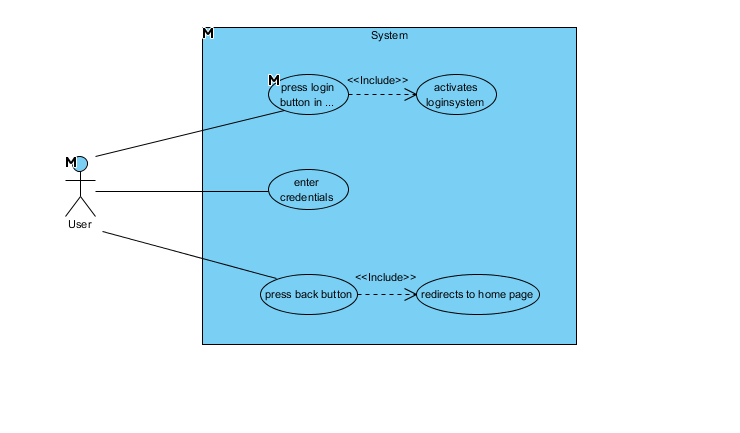 M
System
M
press login
button in ...
<<Include>>
activates
loginsystem
M
User
enter
credentials
press back button
<<Include>>
redirects to home page